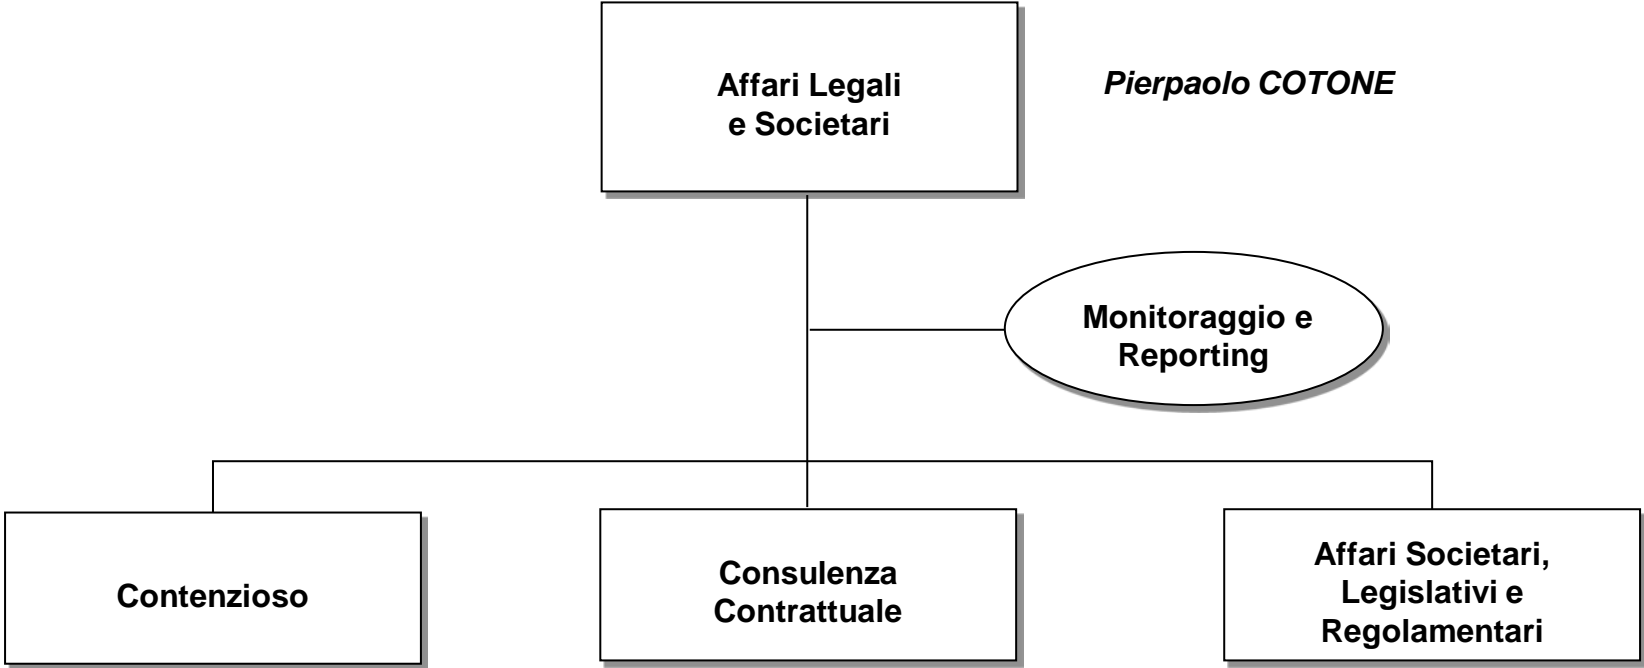 Affari Legali
e Societari
Pierpaolo COTONE
Monitoraggio e
Reporting
Contenzioso
Consulenza
Contrattuale
Affari Societari,
Legislativi e
Regolamentari